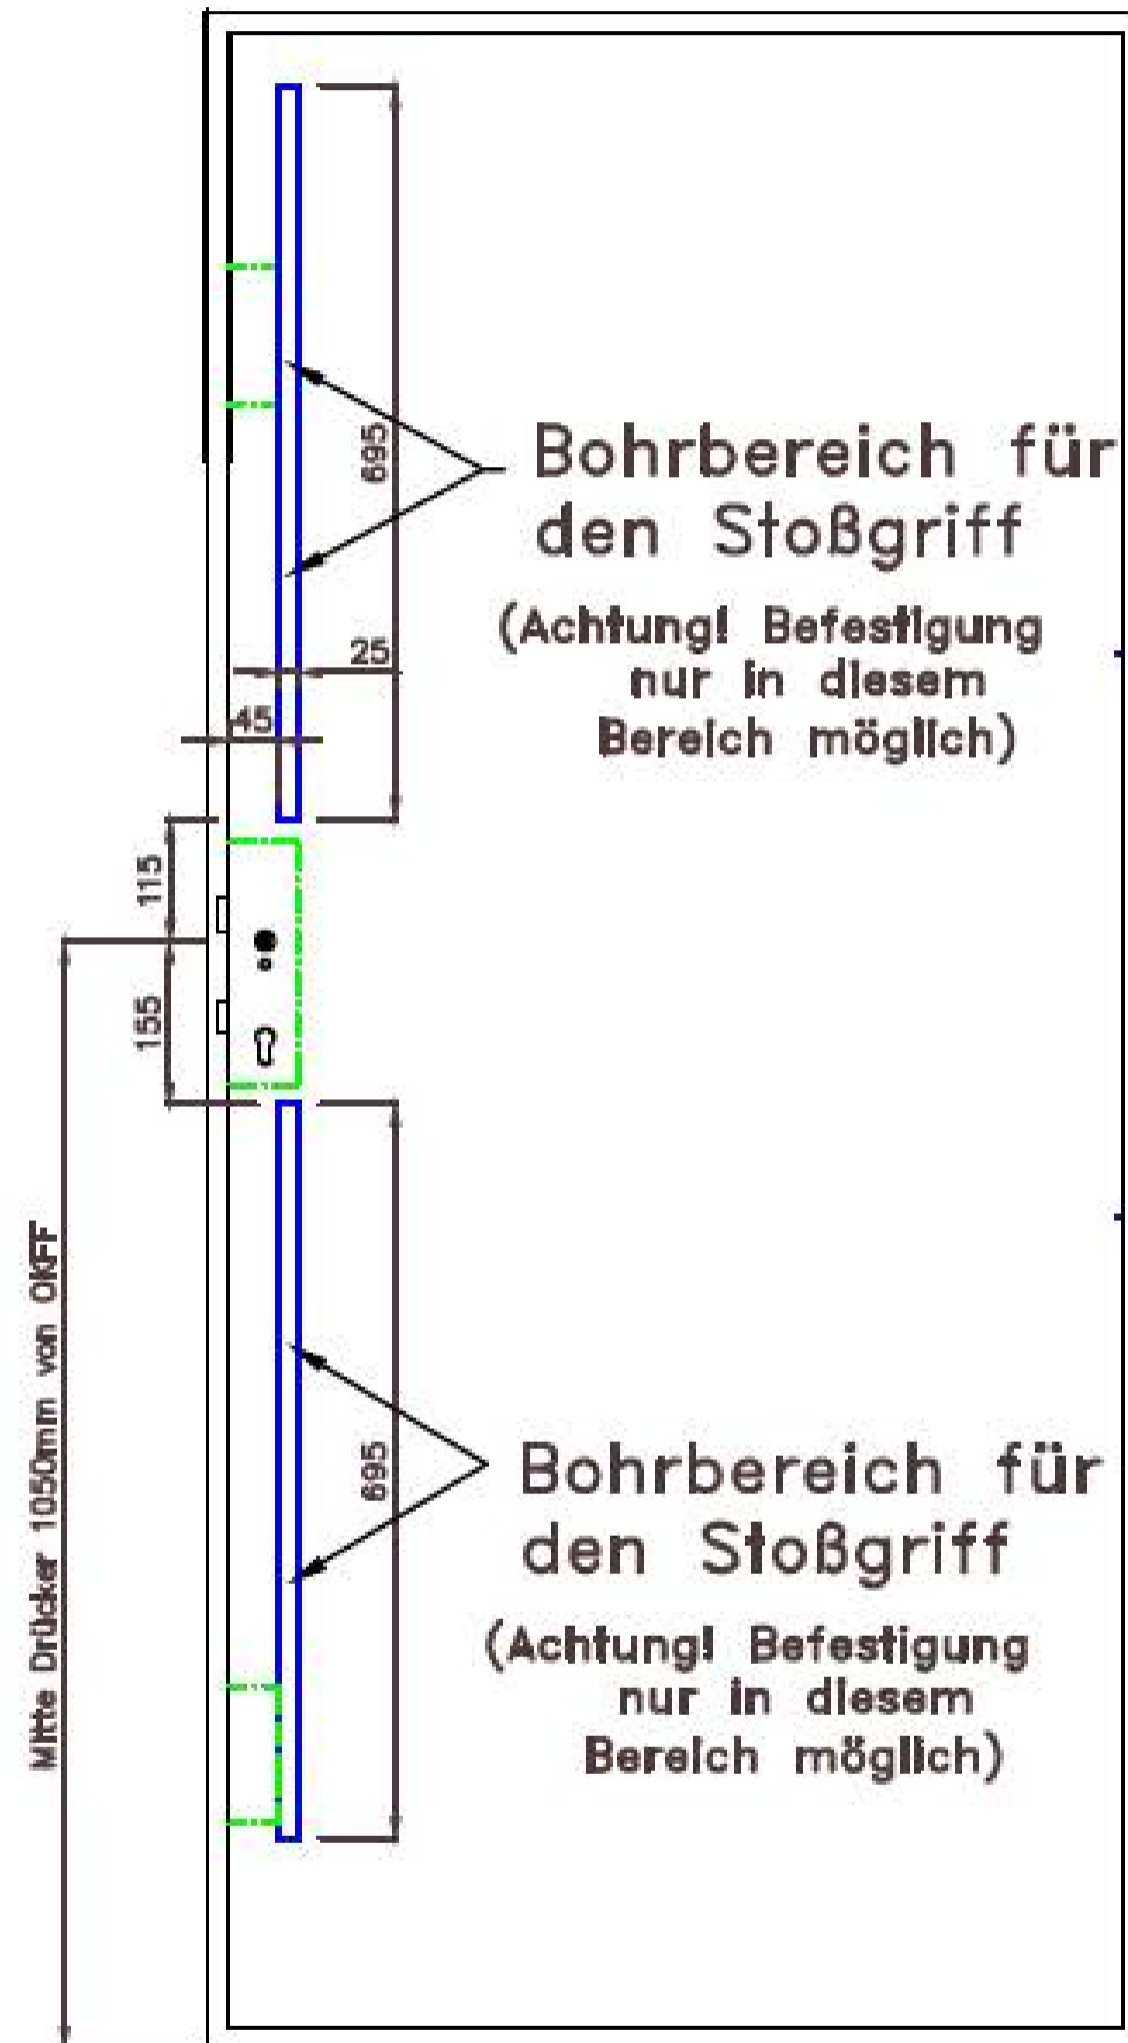 695
Bohrbereich für
den Stoßgriff
(Achtung! Befestigung
nur in diesem
Bereich möglich)
25
45
115
155
Mitte Drücker 1050mm von OKFF
695
Bohrbereich für
den Stoßgriff
(Achtung! Befestigung
nur in diesem
Bereich möglich)